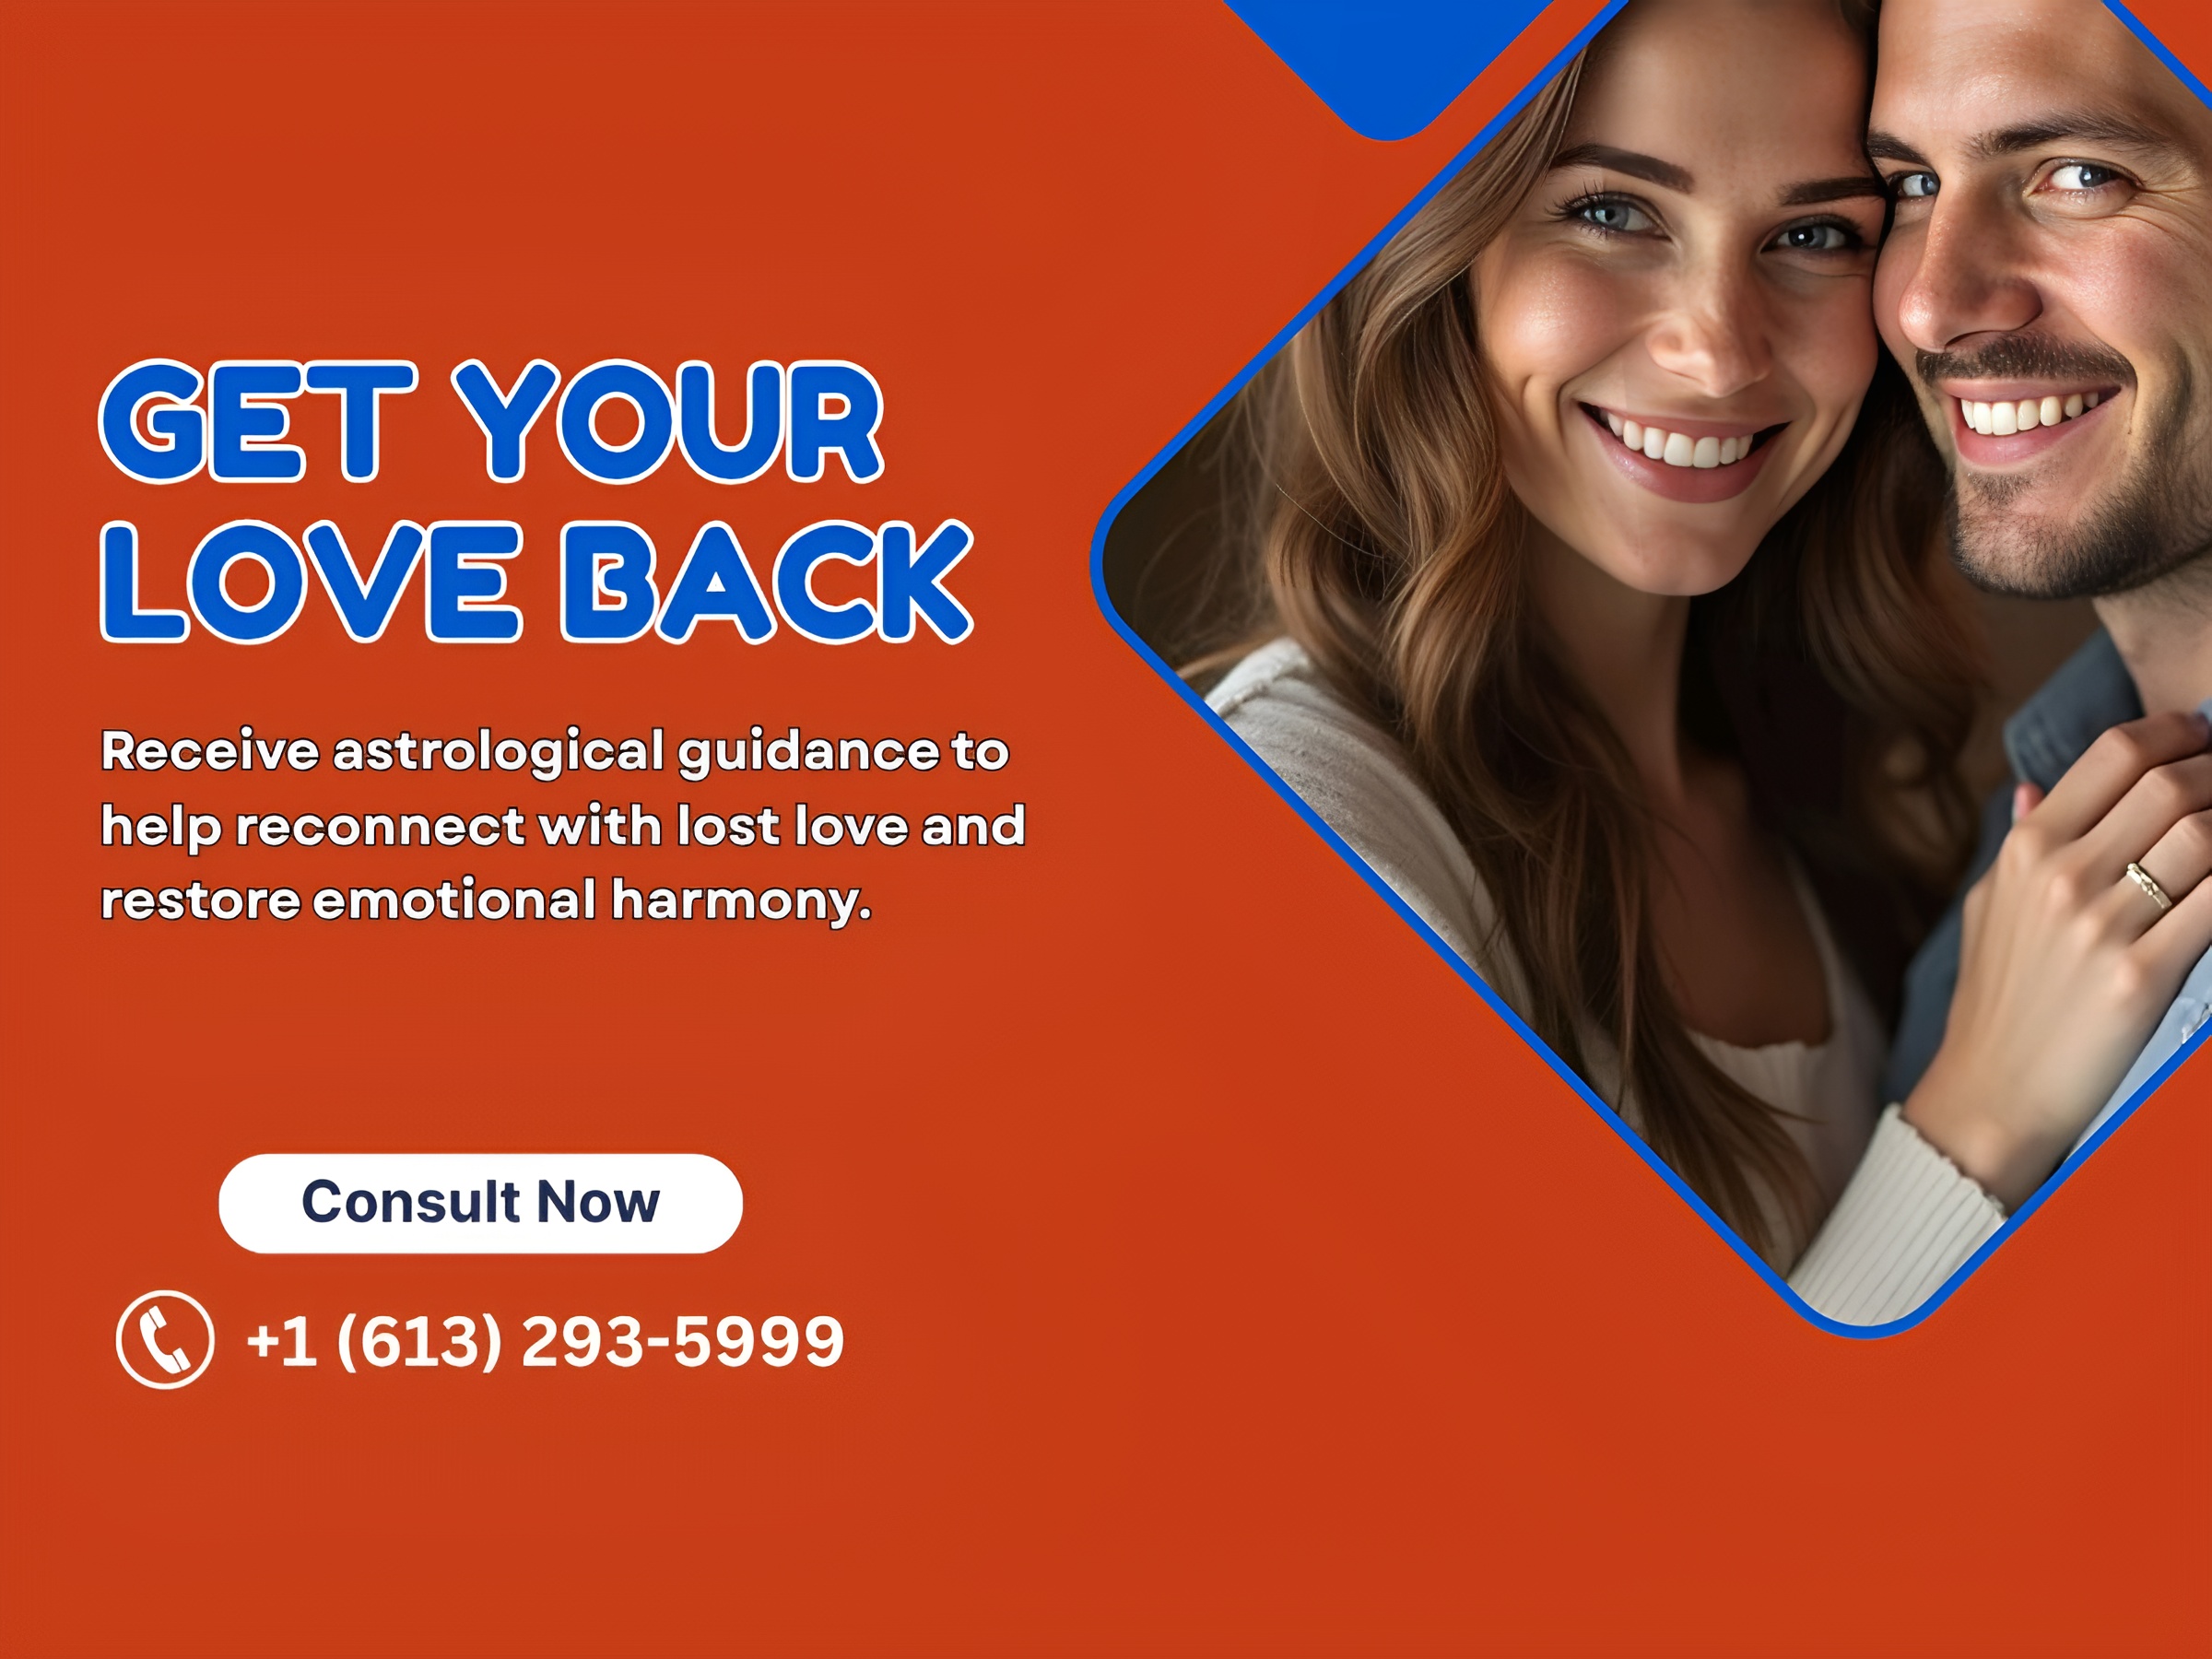 GET YOUR
LOVE BACK
Receive astrological guidance to
help reconnect with lost love and
restore emotional harmony.
Consult Now
+1 (613) 293-5999